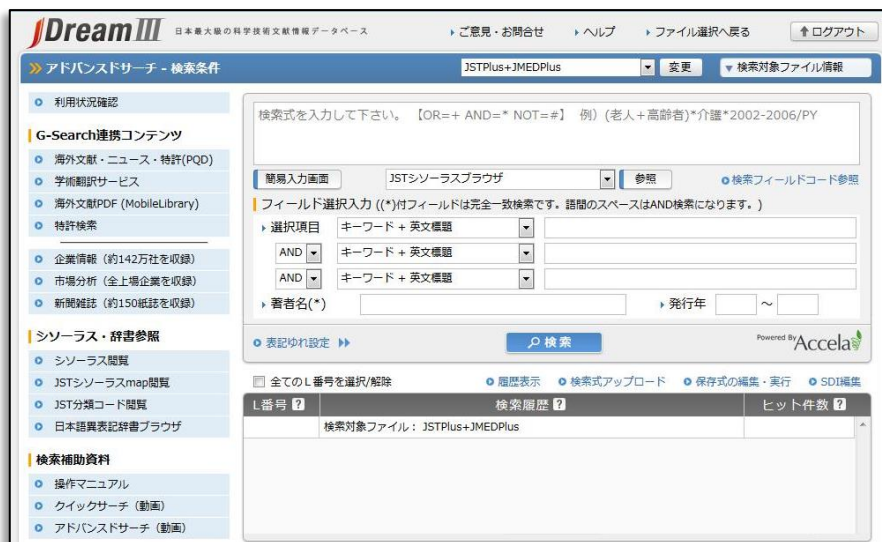 JDreamIII 日本最大級の科学技術文献情報データベース ご意見・お問合せ ヘルプ ファイル選択へ戻る ログアウト
アドバンスドサーチ - 検索条件 JSTPlus+JMEDPlus 変更 検索対象ファイル情報
利用状況確認
G-Search連携コンテンツ
海外文献・ニュース・特許(PQD)
学術翻訳サービス
海外文献PDF (MobileLibrary)
特許検索
企業情報（約142万社を収録）
市場分析（全上場企業を収録）
新聞雑誌（約150紙誌を収録）
シソーラス・辞書参照
シソーラス閲覧
JSTシソーラスmap閲覧
JST分類コード閲覧
日本語異表記辞書ブラウザ
検索補助資料
操作マニュアル
クイックサーチ（動画）
アドバンスドサーチ（動画）
検索式を入力して下さい。 【OR=+ AND=* NOT=#】 例）(老人+高齢者)*介護*2002-2006/PY
簡易入力画面 JSTシソーラスブラウザ 参照 検索フィールドコード参照
フィールド選択入力 ((*)付フィールドは完全一致検索です。語間のスペースはAND検索になります。)
選択項目 キーワード + 英文標題
AND キーワード + 英文標題
AND キーワード + 英文標題
著者名(*) 発行年 ～
表記ゆれ設定 検索 Powered By Accela
全てのL番号を選択/解除 履歴表示 検索式アップロード 保存式の編集・実行 SDI編集
L番号 ? 検索履歴 ? ヒット件数 ?
検索対象ファイル： JSTPlus+JMEDPlus